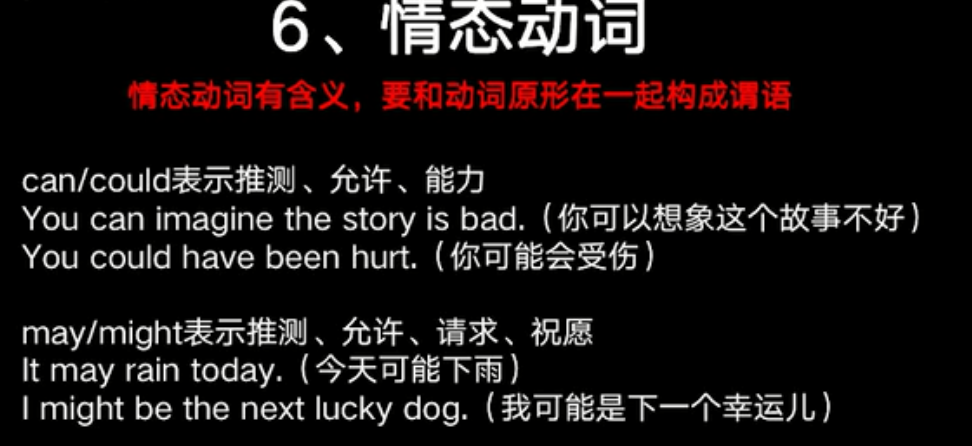 6、情态动词
情态动词有含义，要和动词原形在一起构成谓语
can/could表示推测、允许、能力
You can imagine the story is bad.（你可以想象这个故事不好）
You could have been hurt.（你可能会受伤）
may/might表示推测、允许、请求、祝愿
It may rain today.（今天可能下雨）
I might be the next lucky dog.（我可能是下一个幸运儿）